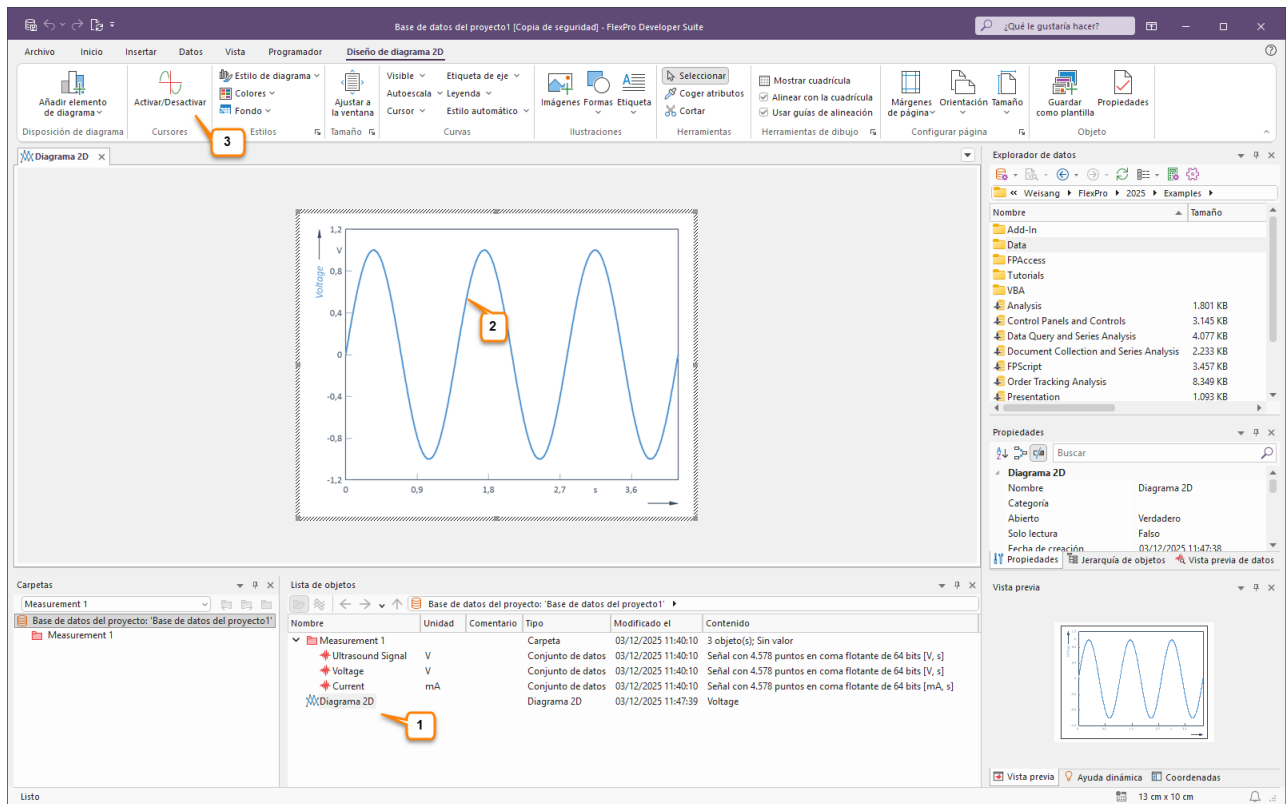 Base de datos del proyecto1 [Copia de seguridad] - FlexPro Developer Suite
¿Qué le gustaría hacer?
Archivo Inicio Insertar Datos Vista Programador Diseño de diagrama 2D
Añadir elemento de diagrama
Disposición de diagrama
Activar/Desactivar
Cursores
Estilo de diagrama
Colores
Fondo
Estilos
Ajustar a la ventana
Tamaño
Visible Etiqueta de eje
Autoescala Leyenda
Cursor Estilo automático
Curvas
Imágenes Formas Etiqueta
Ilustraciones
Seleccionar
Coger atributos
Cortar
Herramientas
Mostrar cuadrícula
Alinear con la cuadrícula
Usar guías de alineación
Herramientas de dibujo
Márgenes de página Orientación Tamaño
Configurar página
Guardar como plantilla Propiedades
Objeto
3
Diagrama 2D
1,2
V
0,8
0,4
0
-0,4
-0,8
-1,2
Voltage
0 0,9 1,8 2,7 s 3,6
2
Explorador de datos
« Weisang FlexPro 2025 Examples
Nombre Tamaño
Add-In
Data
FPAccess
Tutorials
VBA
Analysis 1.801 KB
Control Panels and Controls 3.145 KB
Data Query and Series Analysis 4.077 KB
Document Collection and Series Analysis 2.233 KB
FPScript 3.457 KB
Order Tracking Analysis 8.349 KB
Presentation 1.093 KB
Propiedades
Buscar
Diagrama 2D
Nombre Diagrama 2D
Categoría
Abierto Verdadero
Solo lectura Falso
Fecha de creación 03/12/2025 11:47:38
Propiedades Jerarquía de objetos Vista previa de datos
Carpetas
Measurement 1
Base de datos del proyecto: 'Base de datos del proyecto1'
Measurement 1
Lista de objetos
Base de datos del proyecto: 'Base de datos del proyecto1'
Nombre Unidad Comentario Tipo Modificado el Contenido
Measurement 1 Carpeta 03/12/2025 11:40:10 3 objeto(s); Sin valor
Ultrasound Signal V Conjunto de datos 03/12/2025 11:40:10 Señal con 4.578 puntos en coma flotante de 64 bits [V, s]
Voltage V Conjunto de datos 03/12/2025 11:40:10 Señal con 4.578 puntos en coma flotante de 64 bits [V, s]
Current mA Conjunto de datos 03/12/2025 11:40:10 Señal con 4.578 puntos en coma flotante de 64 bits [mA, s]
Diagrama 2D Diagrama 2D 03/12/2025 11:47:39 Voltage
1
Vista previa
Vista previa Ayuda dinámica Coordenadas
Listo
13 cm x 10 cm